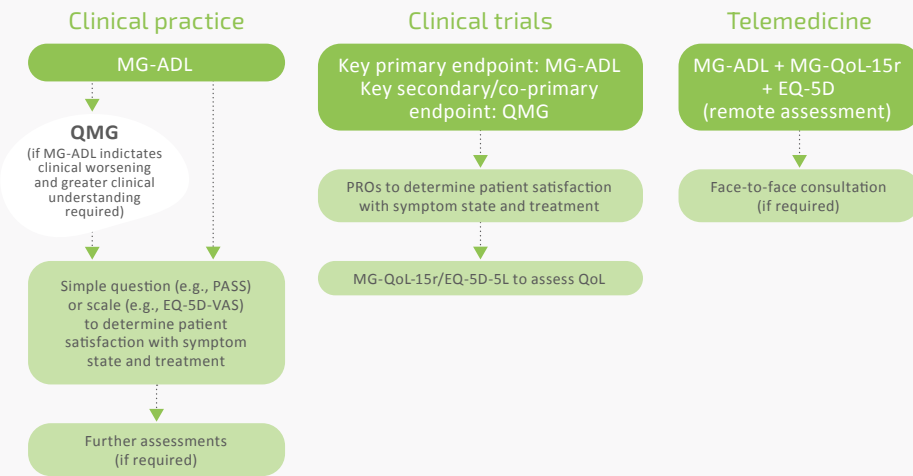 Clinical practice
MG-ADL
QMG
(if MG-ADL indictates
clinical worsening
and greater clinical
understanding
required)
Simple question (e.g., PASS)
or scale (e.g., EQ-5D-VAS)
to determine patient
satisfaction with symptom
state and treatment
Further assessments
(if required)
Clinical trials
Key primary endpoint: MG-ADL
Key secondary/co-primary
endpoint: QMG
PROs to determine patient satisfaction
with symptom state and treatment
MG-QoL-15r/EQ-5D-5L to assess QoL
Telemedicine
MG-ADL + MG-QoL-15r
+ EQ-5D
(remote assessment)
Face-to-face consultation
(if required)